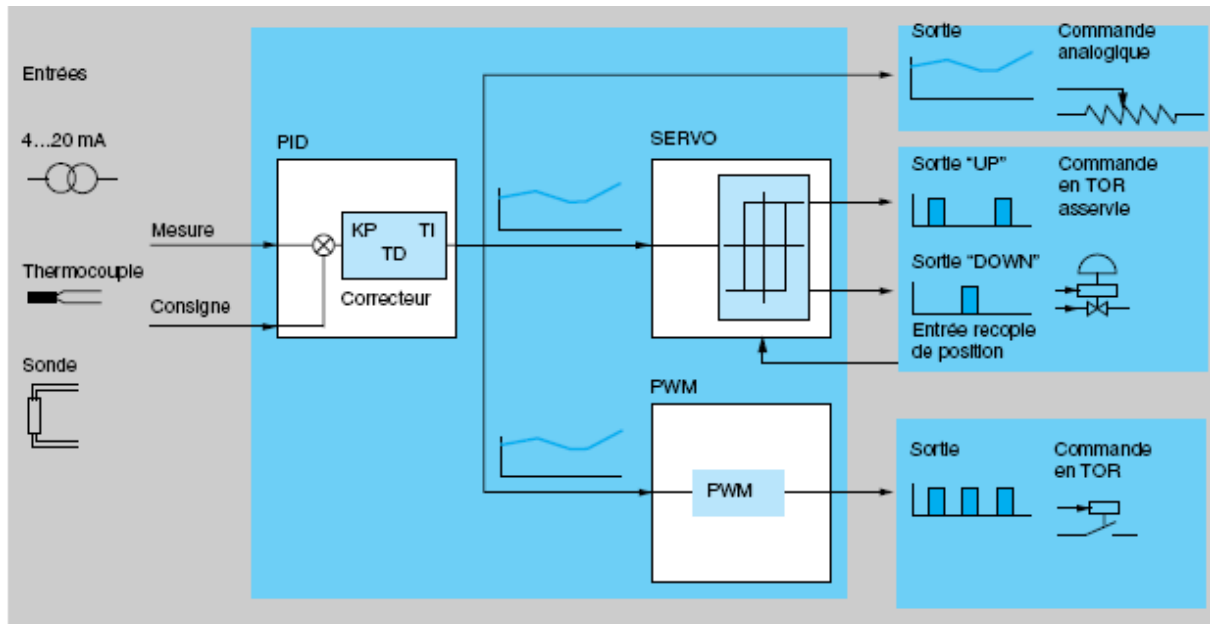 Entrées
4...20 mA
Mesure
Thermocouple
Consigne
Sonde
PID
KP TI
TD
Correcteur
SERVO
PWM
PWM
Sortie
Commande
analogique
Sortie "UP"
Commande
en TOR
asservie
Sortie "DOWN"
Entrée recople
de position
Sortie
Commande
en TOR